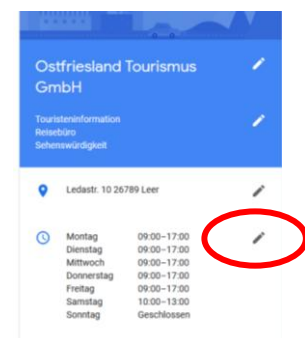 Ostfriesland Tourismus
GmbH
Touristeninformation
Reisebüro
Sehenswürdigkeit
Ledastr. 10 26789 Leer
Montag 09:00–17:00
Dienstag 09:00–17:00
Mittwoch 09:00–17:00
Donnerstag 09:00–17:00
Freitag 09:00–17:00
Samstag 10:00–13:00
Sonntag Geschlossen